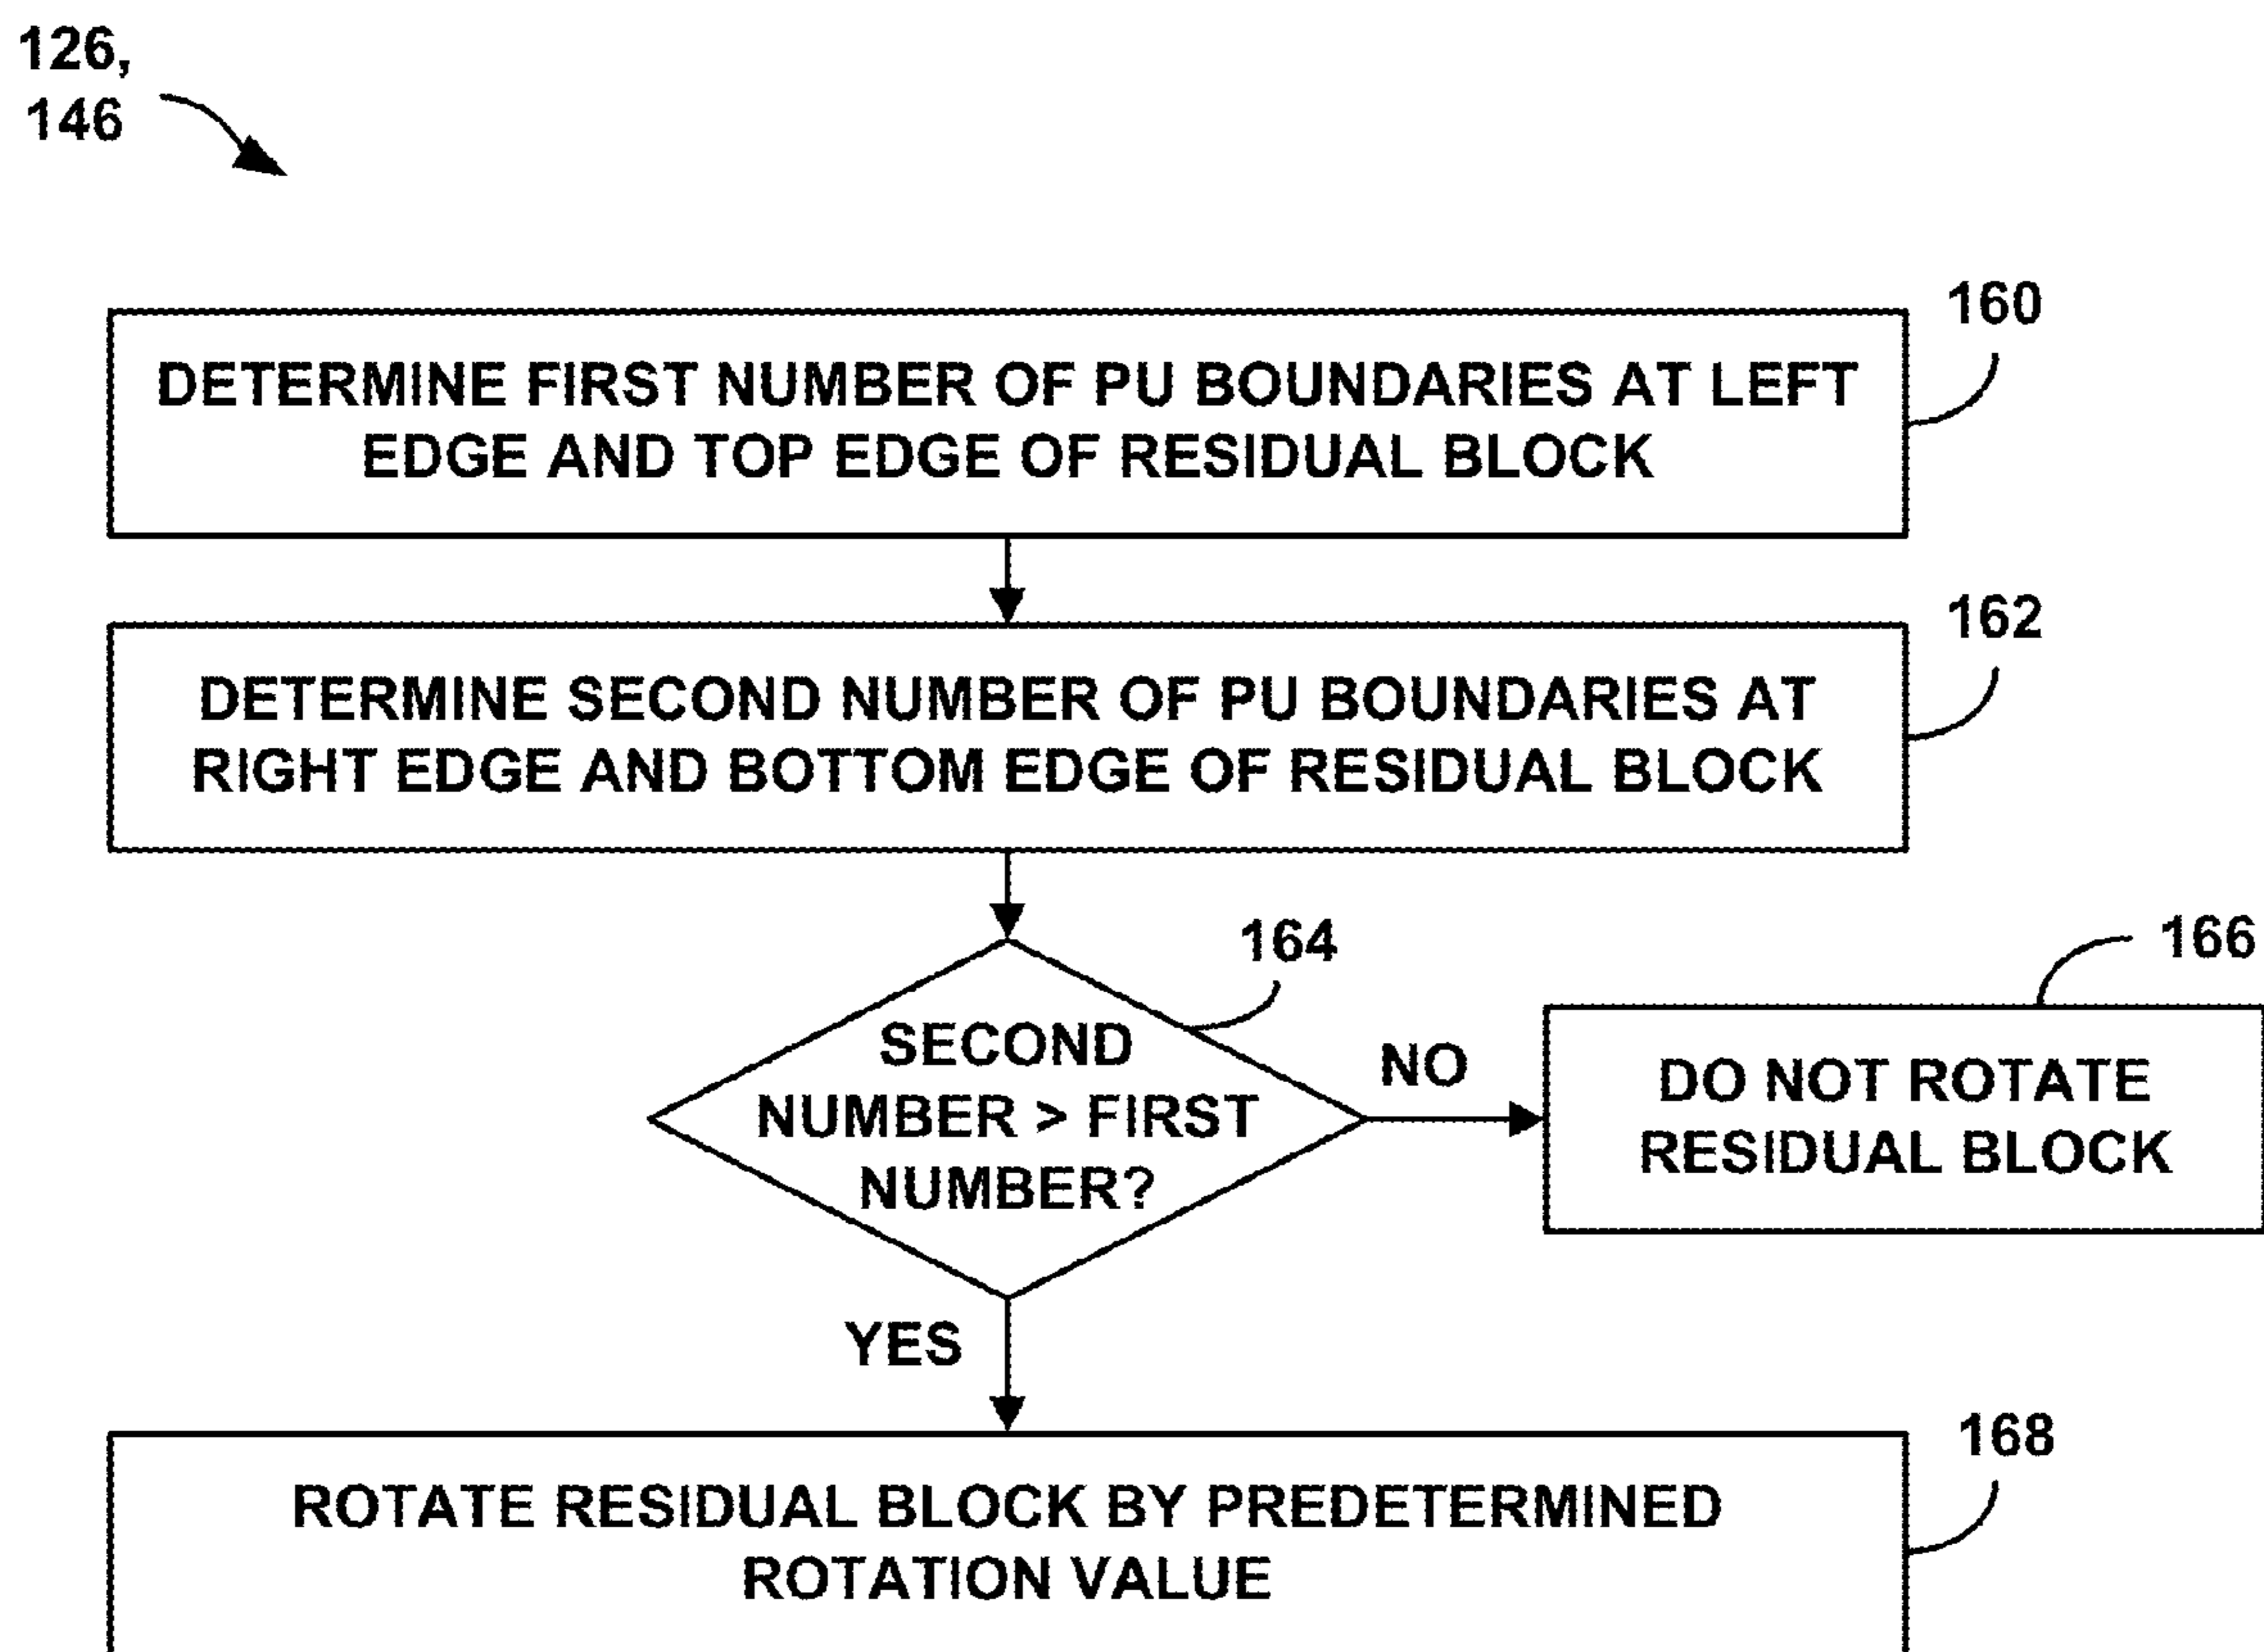 126,
146
160
DETERMINE FIRST NUMBER OF PU BOUNDARIES AT LEFT
EDGE AND TOP EDGE OF RESIDUAL BLOCK
162
DETERMINE SECOND NUMBER OF PU BOUNDARIES AT
RIGHT EDGE AND BOTTOM EDGE OF RESIDUAL BLOCK
164
SECOND
NUMBER > FIRST
NUMBER?
NO
166
DO NOT ROTATE
RESIDUAL BLOCK
YES
168
ROTATE RESIDUAL BLOCK BY PREDETERMINED
ROTATION VALUE